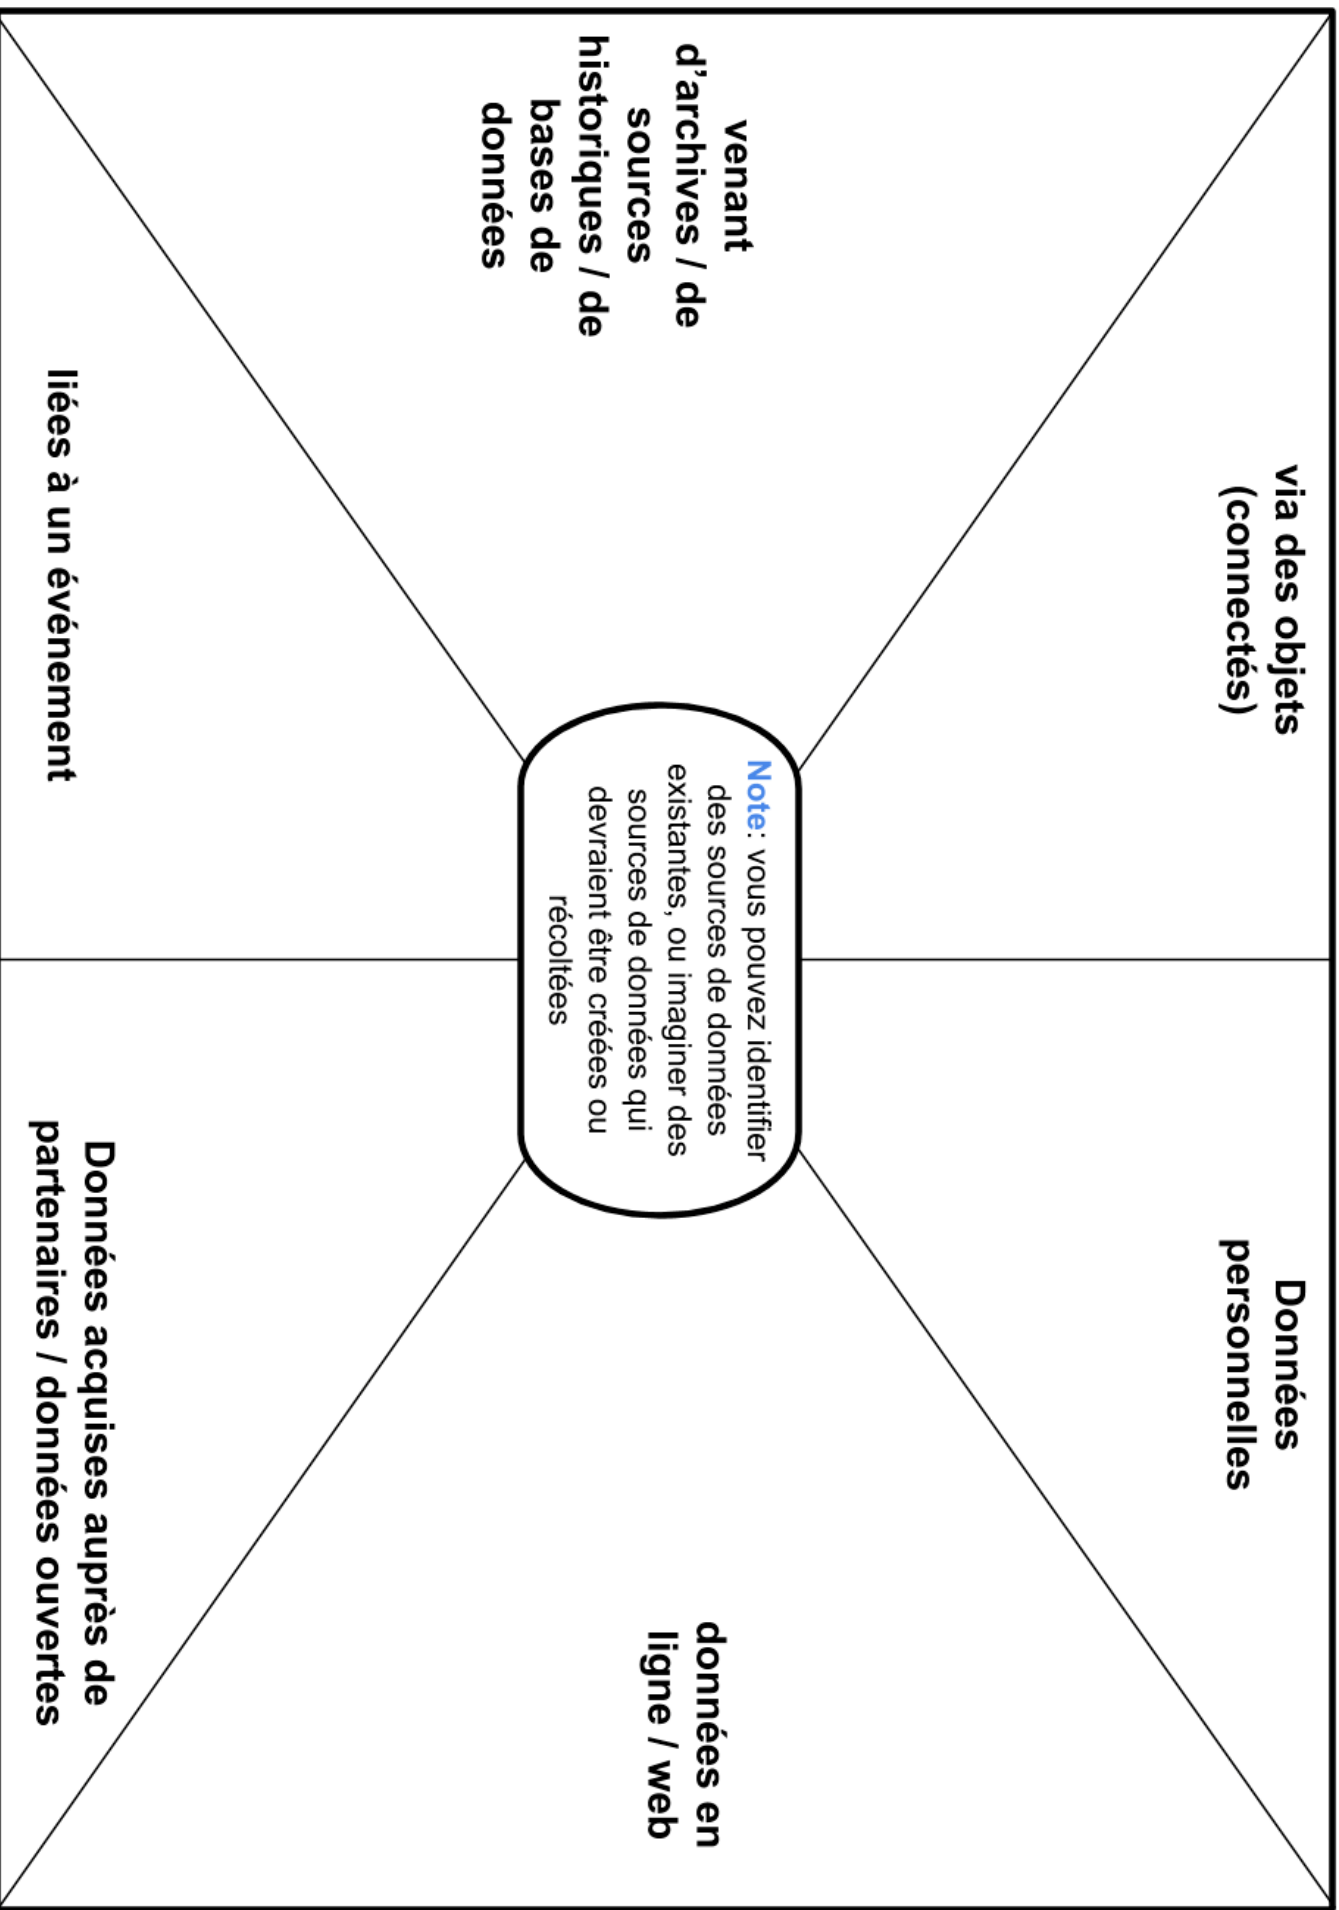 via des objets
(connectés)
Données
personnelles
venant
d’archives / de
sources
historiques / de
bases de
données
Note: vous pouvez identifier
des sources de données
existantes, ou imaginer des
sources de données qui
devraient être créées ou
récoltées
données en
ligne / web
liées à un événement
Données acquises auprès de
partenaires / données ouvertes